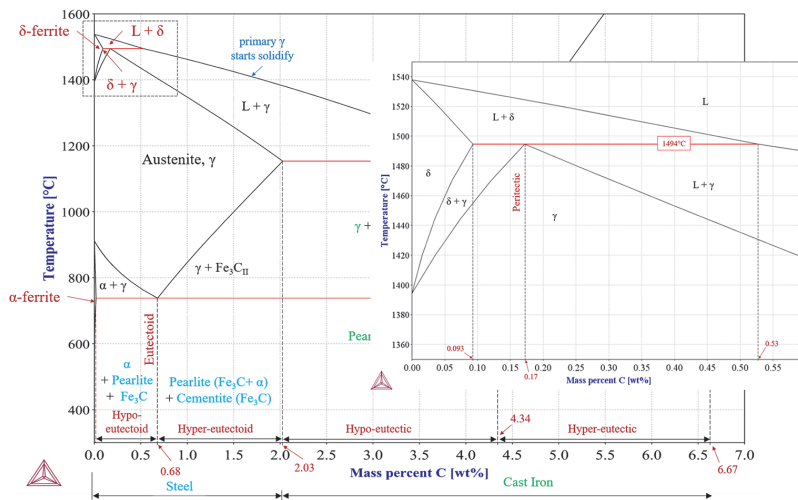 1600
1400
1200
1000
800
600
400
Temperature [°C]
δ-ferrite
L + δ
δ + γ
primary γ
starts solidify
L + γ
Austenite, γ
γ +
γ + Fe3CII
α + γ
α-ferrite
Eutectoid
Pear
α
+ Pearlite
+ Fe3C
Pearlite (Fe3C+ α)
+ Cementite (Fe3C)
Hypo-
eutectoid
Hyper-eutectoid
Hypo-eutectic
Hyper-eutectic
4.34
0.0 0.5 1.0 1.5 2.0 2.5 3.0 3.5 4.0 4.5 5.0 5.5 6.0 6.5 7.0
0.68
2.03
Mass percent C [wt%]
6.67
Steel
Cast Iron
1540
1520
1500
1480
1460
1440
1420
1400
1380
1360
Temperature [°C]
L
L + δ
1494°C
δ
δ + γ
Peritectic
γ
L + γ
0.093
0.53
0.00 0.05 0.10 0.15 0.20 0.25 0.30 0.35 0.40 0.45 0.50 0.55
0.17
Mass percent C [wt%]